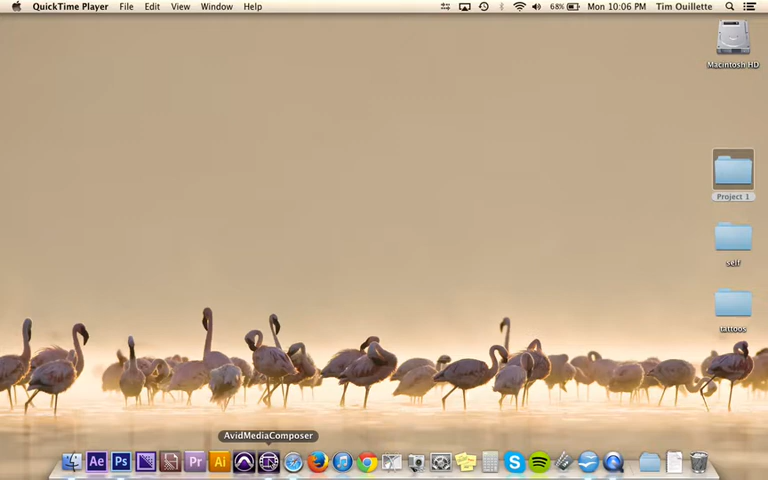 QuickTime Player File Edit View Window Help 68% Mon 10:06 PM Tim Ouillette
Macintosh HD
Project 1
self
tattoos
AvidMediaComposer
Ae Ps Pr Ai